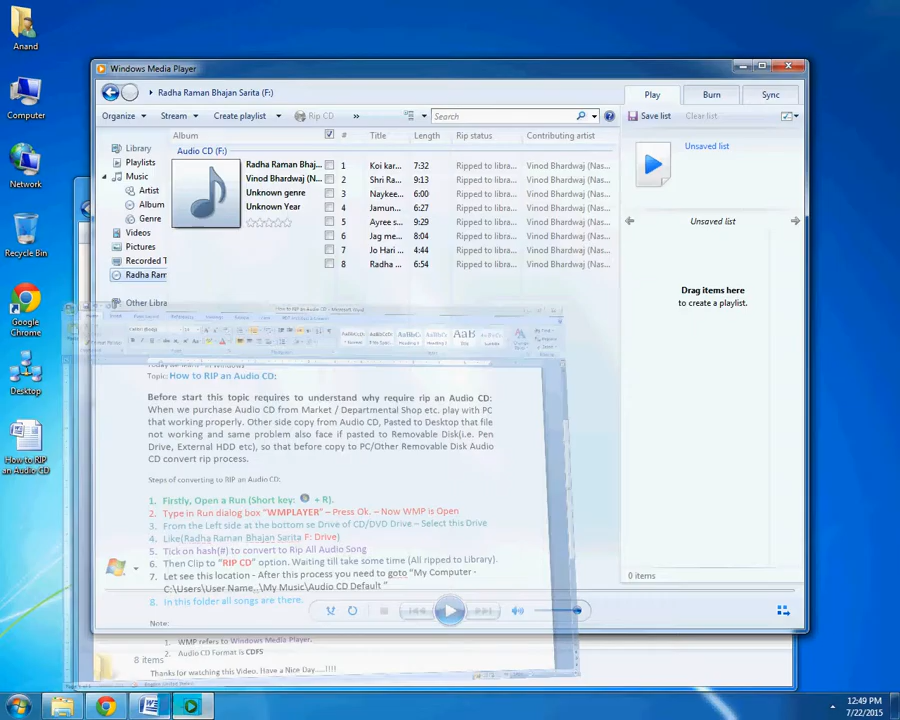 Anand
Computer
Network
Recycle Bin
Google
Chrome
Desktop
How to RIP
an Audio CD
Windows Media Player
Radha Raman Bhajan Sarita (F:)
Organize Stream Create playlist Rip CD » Search
Play Burn Sync
Save list Clear list
Unsaved list
Unsaved list
Drag items here
to create a playlist.
0 items
Library
Playlists
Music
Artist
Album
Genre
Videos
Pictures
Recorded T
Radha Ram
Other Libra
Album # Title Length Rip status Contributing artist
Audio CD (F:)
Radha Raman Bhaj...
Vinod Bhardwaj (N...
Unknown genre
Unknown Year
1 Koi kar... 7:32 Ripped to libra... Vinod Bhardwaj (Nas...
2 Shri Ra... 9:13 Ripped to libra... Vinod Bhardwaj (Nas...
3 Naykee... 6:00 Ripped to libra... Vinod Bhardwaj (Nas...
4 Jamun... 6:27 Ripped to libra... Vinod Bhardwaj (Nas...
5 Ayree s... 9:29 Ripped to libra... Vinod Bhardwaj (Nas...
6 Jag me... 8:04 Ripped to libra... Vinod Bhardwaj (Nas...
7 Jo Hari ... 4:44 Ripped to libra... Vinod Bhardwaj (Nas...
8 Radha ... 6:54 Ripped to libra... Vinod Bhardwaj (Nas...
How to RIP an Audio CD - Microsoft Word
Topic: How to RIP an Audio CD:
Before start this topic requires to understand why require rip an Audio CD:
When we purchase Audio CD from Market / Departmental Shop etc. play with PC
that working properly. Other side copy from Audio CD, Pasted to Desktop that file
not working and same problem also face if pasted to Removable Disk(i.e. Pen
Drive, External HDD etc), so that before copy to PC/Other Removable Disk Audio
CD convert rip process.
Steps of converting to RIP an Audio CD:
1. Firstly, Open a Run (Short key: + R).
2. Type in Run dialog box "WMPLAYER" – Press Ok. – Now WMP is Open
3. From the Left side at the bottom se Drive of CD/DVD Drive – Select this Drive
4. Like(Radha Raman Bhajan Sarita F: Drive)
5. Tick on hash(#) to convert to Rip All Audio Song
6. Then Clip to "RIP CD" option. Waiting till take some time (All ripped to Library).
7. Let see this location - After this process you need to goto "My Computer -
C:\Users\User Name_\My Music\Audio CD Default "
8. In this folder all songs are there.
Note:
1. WMP refers to Windows Media Player.
2. Audio CD Format is CDFS
8 items
Thanks for watching this Video. Have a Nice Day.....!!!!
12:49 PM
7/22/2015